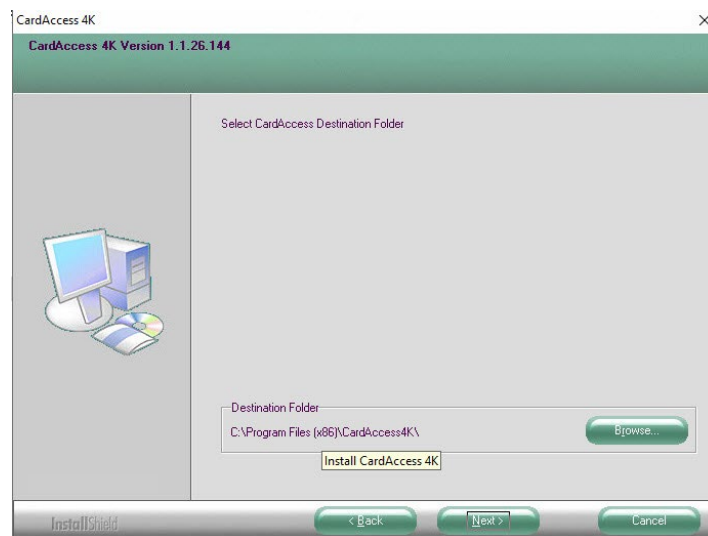 CardAccess 4K
CardAccess 4K Version 1.1.26.144
Select CardAccess Destination Folder
Destination Folder
C:\Program Files (x86)\CardAccess4K\
Browse...
Install CardAccess 4K
InstallShield
< Back
Next >
Cancel